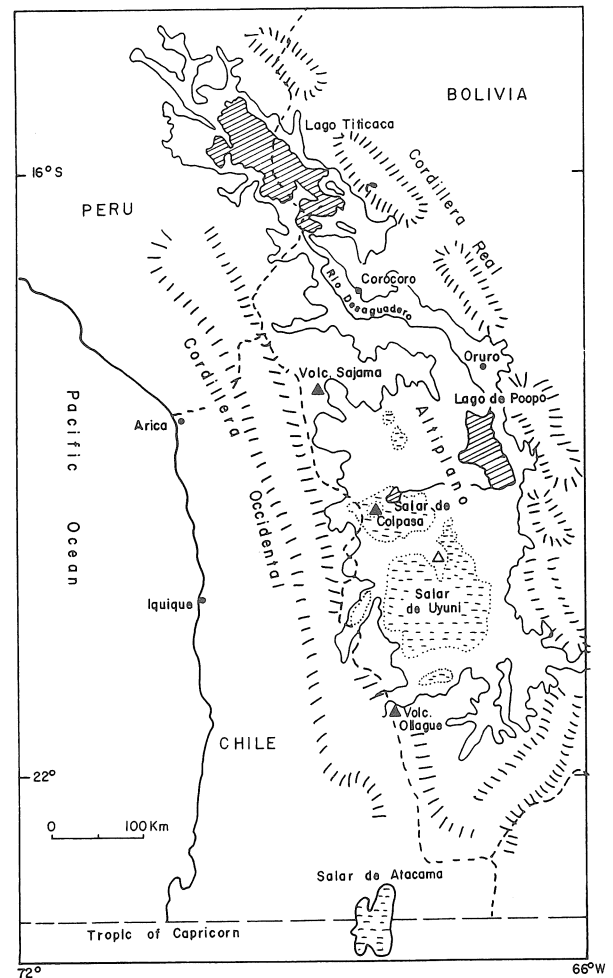 BOLIVIA
Lago Titicaca
16°S
Cordillera
Real
PERU
Corocoro
Rio Desaguadero
Oruro
Cordillera
Occidental
Volc. Sajama
Lago de Poopó
Altiplano
Pacific
Ocean
Arica
Salar de
Colpasa
Iquique
Salar
de Uyuni
Volc.
Ollague
CHILE
22°
0 100 Km
Salar de Atacama
Tropic of Capricorn
72°
66°W